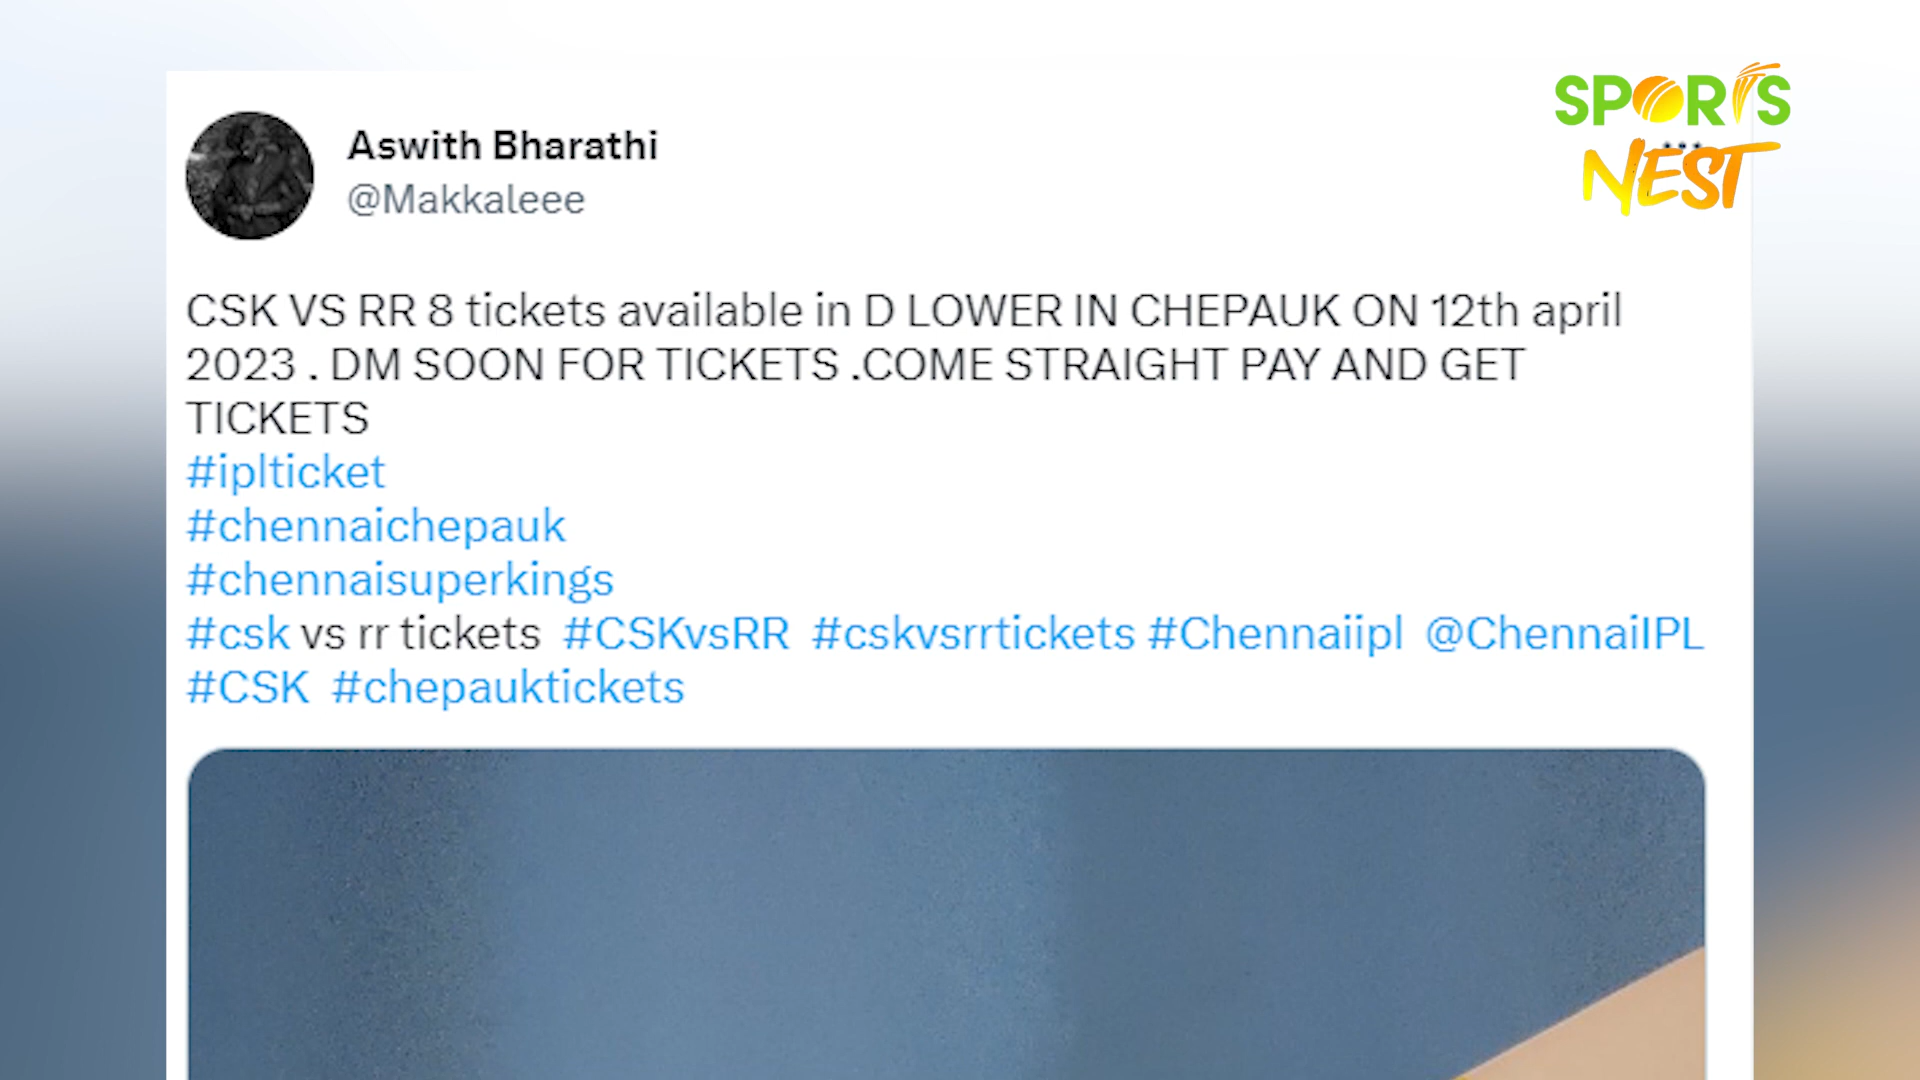 SPORTS
NEST
Aswith Bharathi
@Makkaleee
CSK VS RR 8 tickets available in D LOWER IN CHEPAUK ON 12th april
2023 . DM SOON FOR TICKETS .COME STRAIGHT PAY AND GET
TICKETS
#iplticket
#chennaichepauk
#chennaisuperkings
#csk vs rr tickets #CSKvsRR #cskvsrrtickets #Chennaiipl @ChennaiIPL
#CSK #chepauktickets